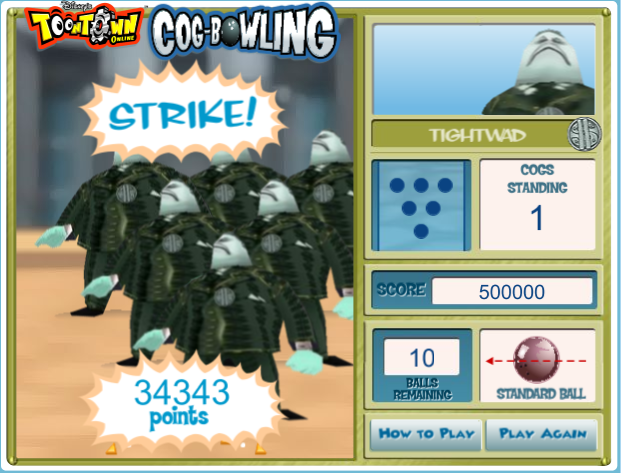 Disney's
TOONTOWN
ONLINE
COG-BOWLING
STRIKE!
34343
points
TIGHTWAD
COGS
STANDING
1
SCORE
500000
10
BALLS
REMAINING
STANDARD BALL
HOW TO PLAY
PLAY AGAIN